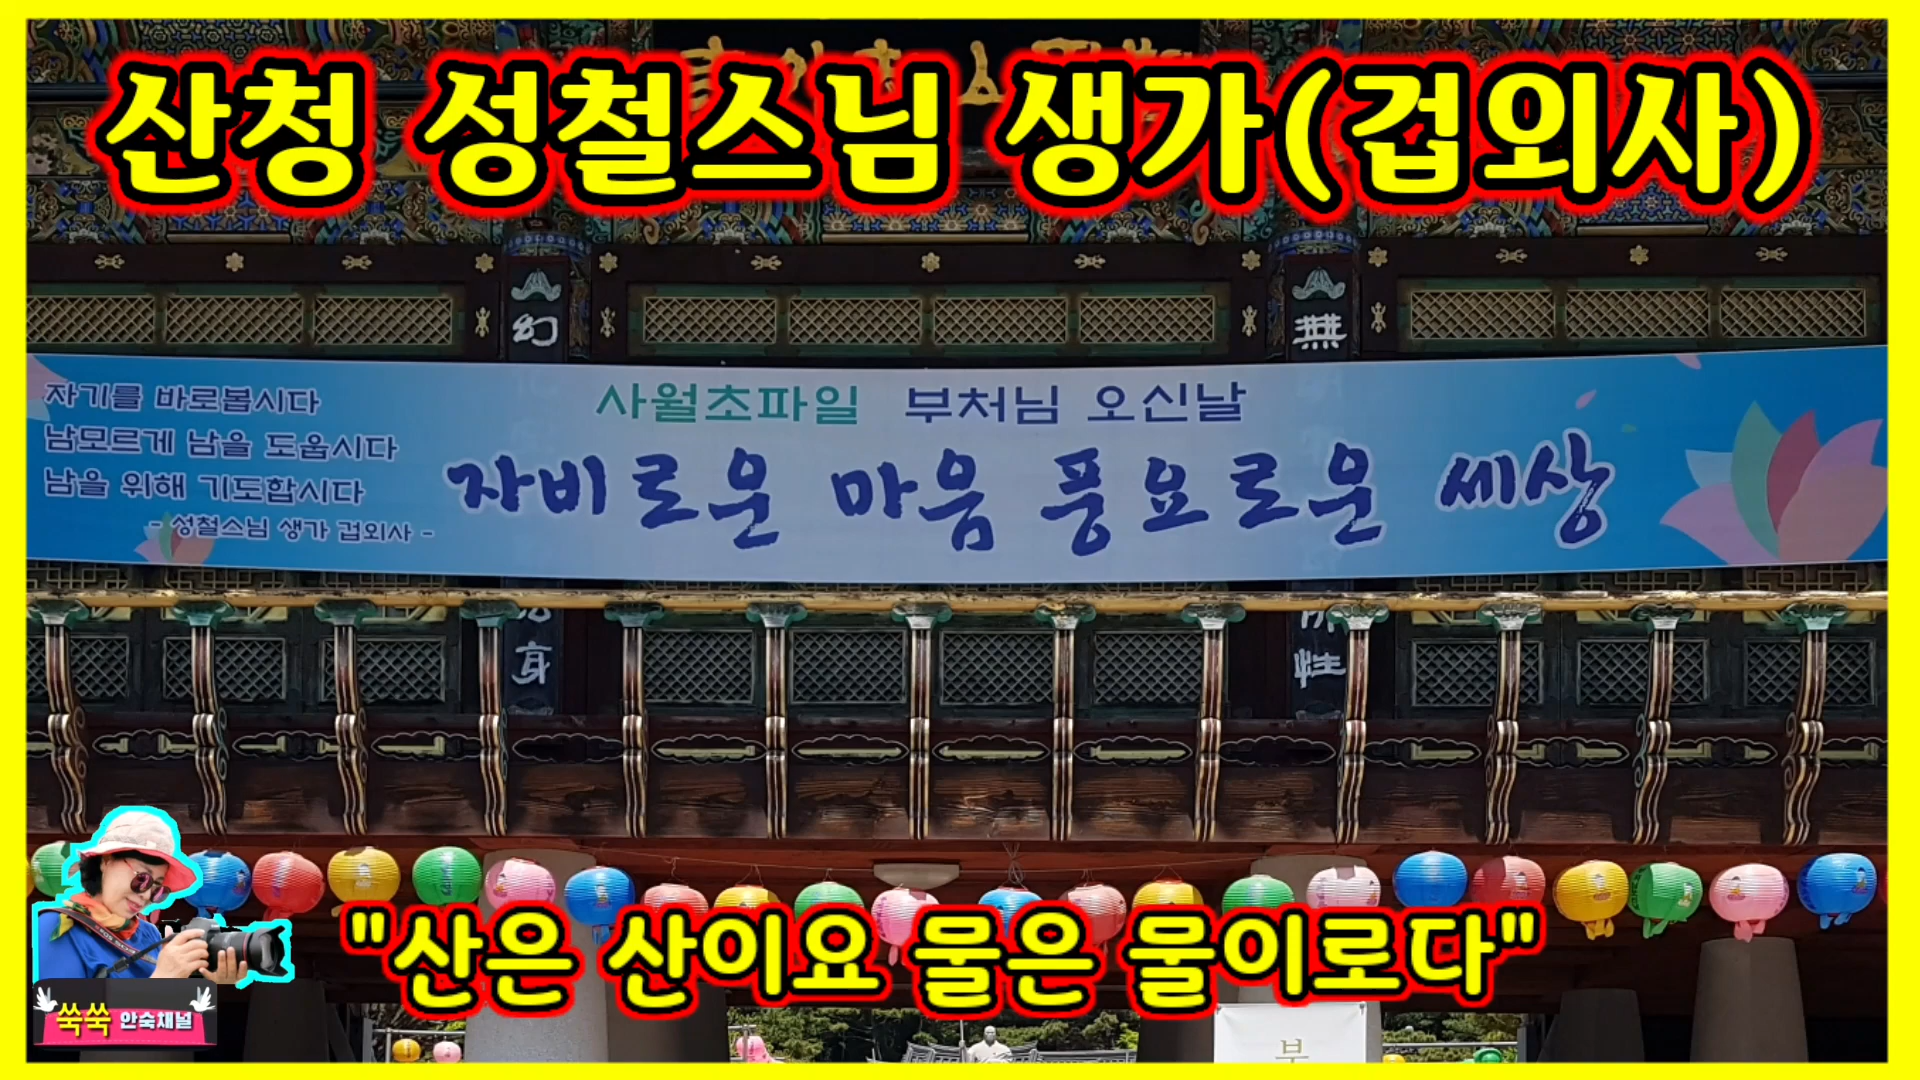 산청 성철스님 생가(겁외사)
幻
無
자기를 바로봅시다
남모르게 남을 도웁시다
남을 위해 기도합시다
- 성철스님 생가 겁외사 -
사월초파일 부처님 오신날
자비로운 마음 풍요로운 세상
身
性
"산은 산이요 물은 물이로다"
쑥쑥 안숙채널